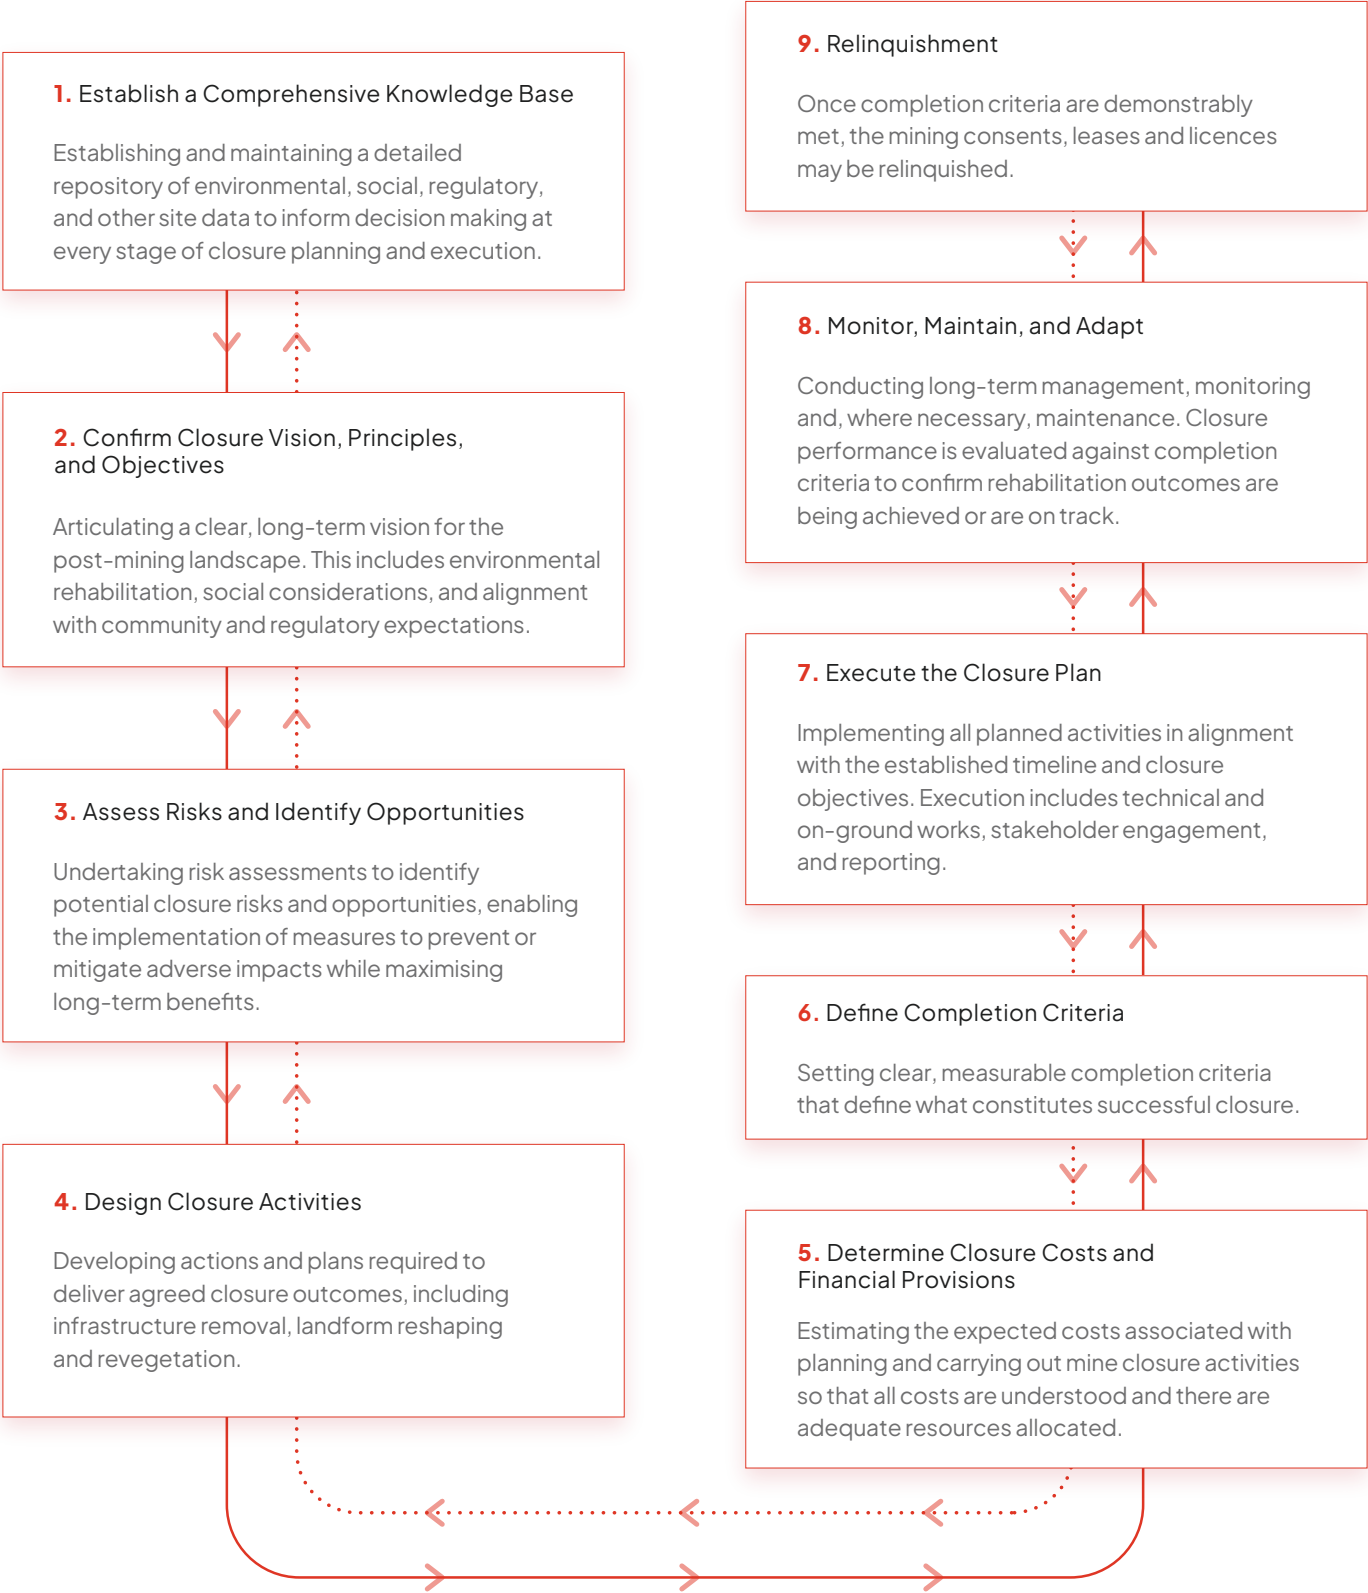 1. Establish a Comprehensive Knowledge Base
Establishing and maintaining a detailed
repository of environmental, social, regulatory,
and other site data to inform decision making at
every stage of closure planning and execution.
2. Confirm Closure Vision, Principles,
and Objectives
Articulating a clear, long-term vision for the
post-mining landscape. This includes environmental
rehabilitation, social considerations, and alignment
with community and regulatory expectations.
3. Assess Risks and Identify Opportunities
Undertaking risk assessments to identify
potential closure risks and opportunities, enabling
the implementation of measures to prevent or
mitigate adverse impacts while maximising
long-term benefits.
4. Design Closure Activities
Developing actions and plans required to
deliver agreed closure outcomes, including
infrastructure removal, landform reshaping
and revegetation.
5. Determine Closure Costs and
Financial Provisions
Estimating the expected costs associated with
planning and carrying out mine closure activities
so that all costs are understood and there are
adequate resources allocated.
6. Define Completion Criteria
Setting clear, measurable completion criteria
that define what constitutes successful closure.
7. Execute the Closure Plan
Implementing all planned activities in alignment
with the established timeline and closure
objectives. Execution includes technical and
on-ground works, stakeholder engagement,
and reporting.
8. Monitor, Maintain, and Adapt
Conducting long-term management, monitoring
and, where necessary, maintenance. Closure
performance is evaluated against completion
criteria to confirm rehabilitation outcomes are
being achieved or are on track.
9. Relinquishment
Once completion criteria are demonstrably
met, the mining consents, leases and licences
may be relinquished.